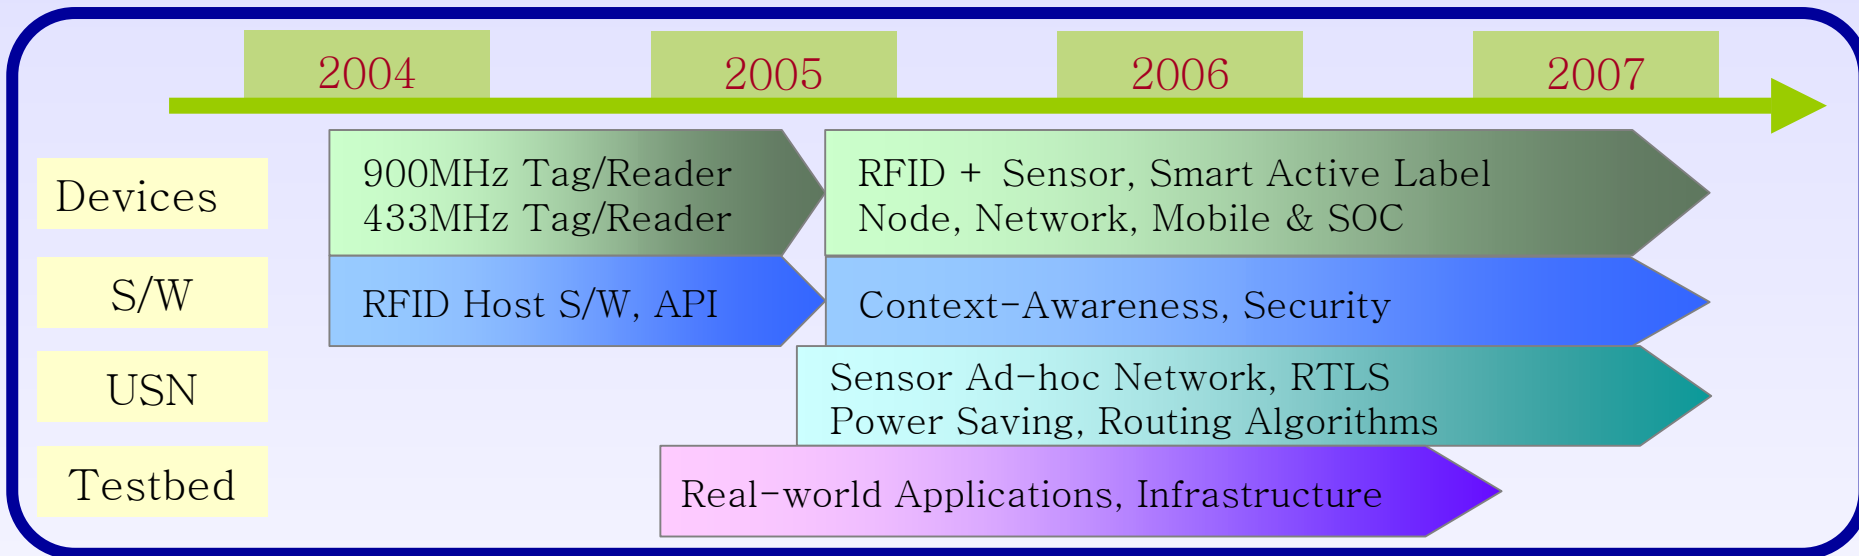 2004
2005
2006
2007
Devices
900MHz Tag/Reader
433MHz Tag/Reader
RFID + Sensor, Smart Active Label
Node, Network, Mobile & SOC
S/W
RFID Host S/W, API
Context-Awareness, Security
USN
Sensor Ad-hoc Network, RTLS
Power Saving, Routing Algorithms
Testbed
Real-world Applications, Infrastructure